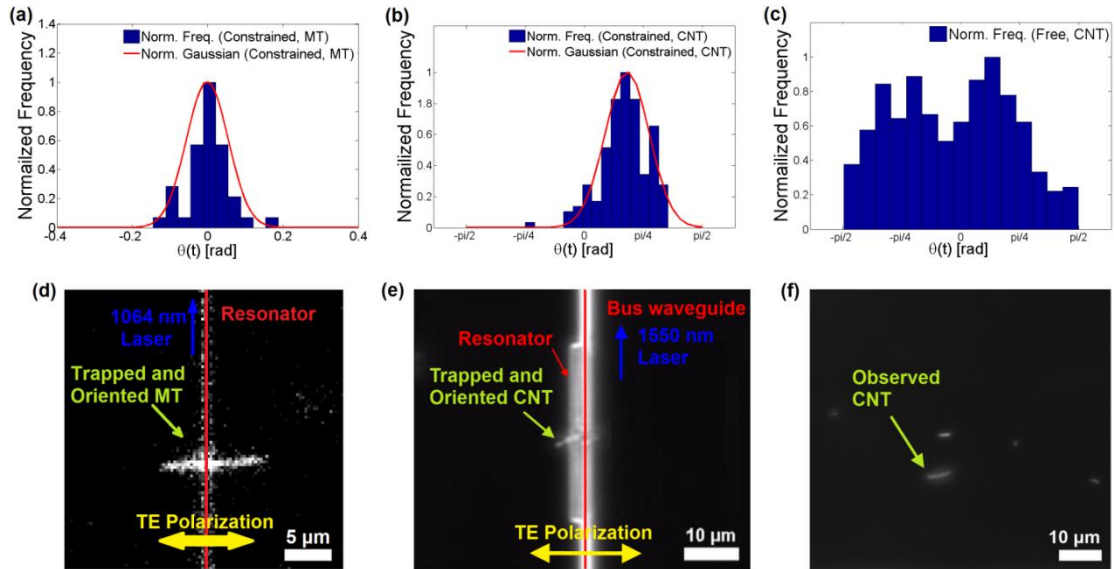 (a)
1.4
1.2
1
0.8
0.6
0.4
0.2
0
-0.4
-0.2
0
0.2
0.4
Normailized Frequency
θ(t) [rad]
Norm. Freq. (Constrained, MT)
Norm. Gaussian (Constrained, MT)
(b)
1
1.8
0.6
0.4
0.2
0
-pi/2
-pi/4
0
pi/4
pi/2
Normailized Frequency
θ(t) [rad]
Norm. Freq. (Constrained, CNT)
Norm. Gaussian (Constrained, CNT)
(c)
1
0.8
0.6
0.4
0.2
0
-pi/2
-pi/4
0
pi/4
pi/2
Normailized Frequency
θ(t) [rad]
Norm. Freq. (Free, CNT)
(d)
1064 nm
Laser
Resonator
Trapped and
Oriented MT
TE Polarization
5 µm
(e)
Bus waveguide
Resonator
1550 nm
Laser
Trapped and
Oriented CNT
TE Polarization
10 µm
(f)
Observed
CNT
10 µm